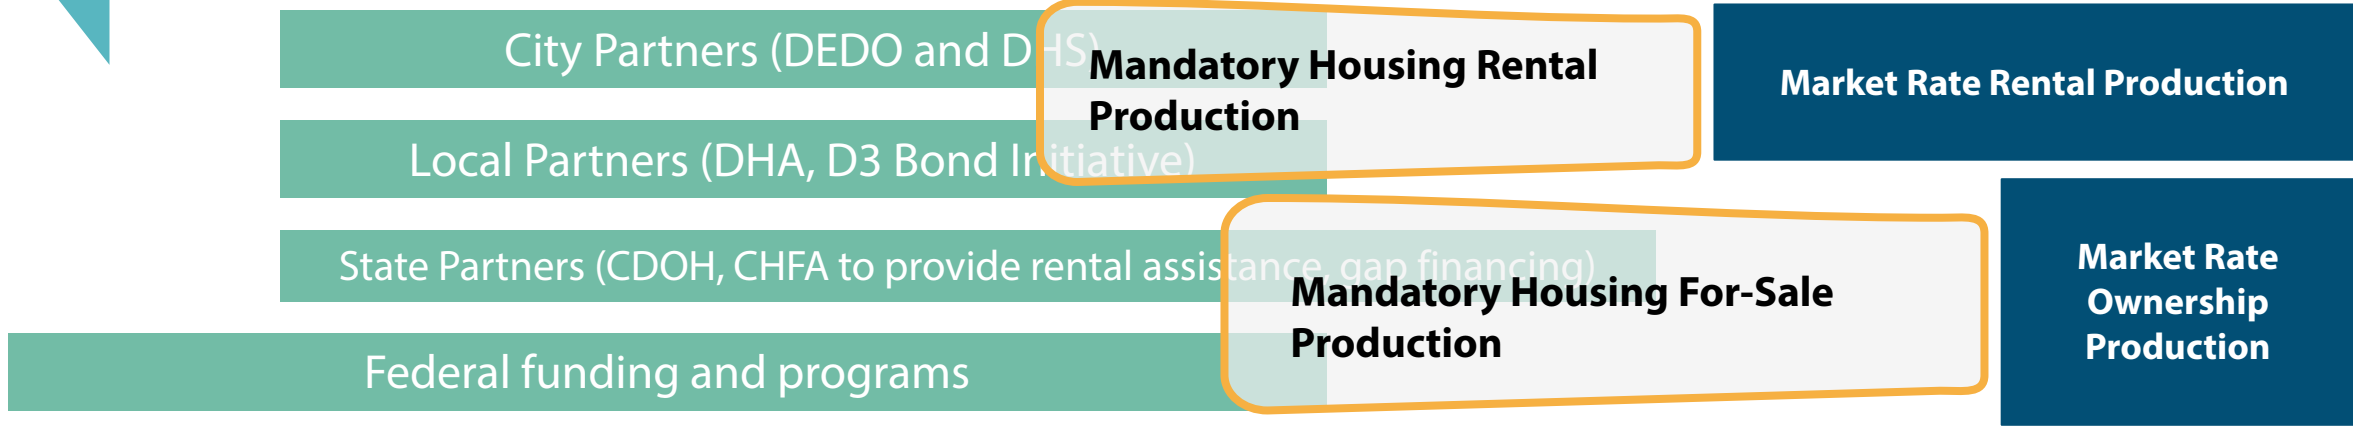 City Partners (DEDO and DHS)
Mandatory Housing Rental
Production
Market Rate Rental Production
Local Partners (DHA, D3 Bond Initiative)
State Partners (CDOH, CHFA to provide rental assistance, gap financing)
Mandatory Housing For-Sale
Production
Market Rate
Ownership
Production
Federal funding and programs